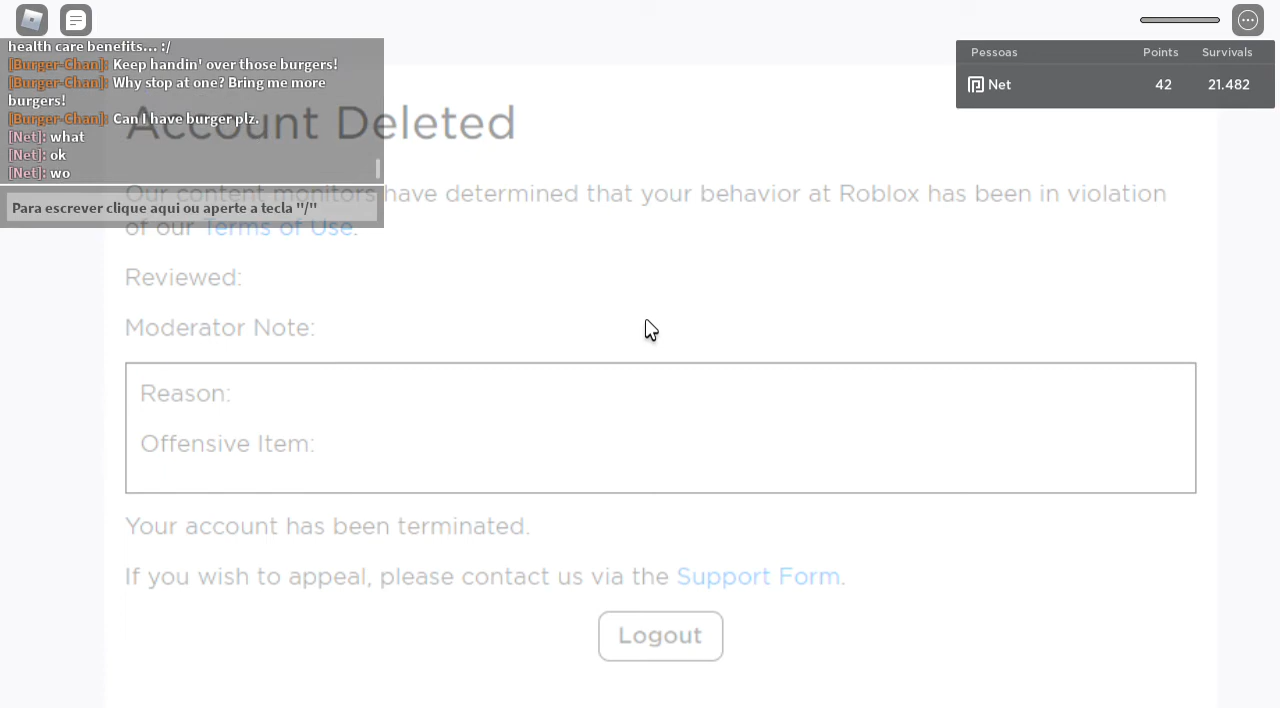 health care benefits... :/
[Burger-Chan]: Keep handin' over those burgers!
[Burger-Chan]: Why stop at one? Bring me more
burgers!
[Burger-Chan]: Can I have burger plz.
[Net]: what
[Net]: ok
[Net]: wo
Para escrever clique aqui ou aperte a tecla "/"
Pessoas Points Survivals
Net 42 21.482
Account Deleted
Our content monitors have determined that your behavior at Roblox has been in violation
of our Terms of Use.
Reviewed:
Moderator Note:
Reason:
Offensive Item:
Your account has been terminated.
If you wish to appeal, please contact us via the Support Form.
Logout